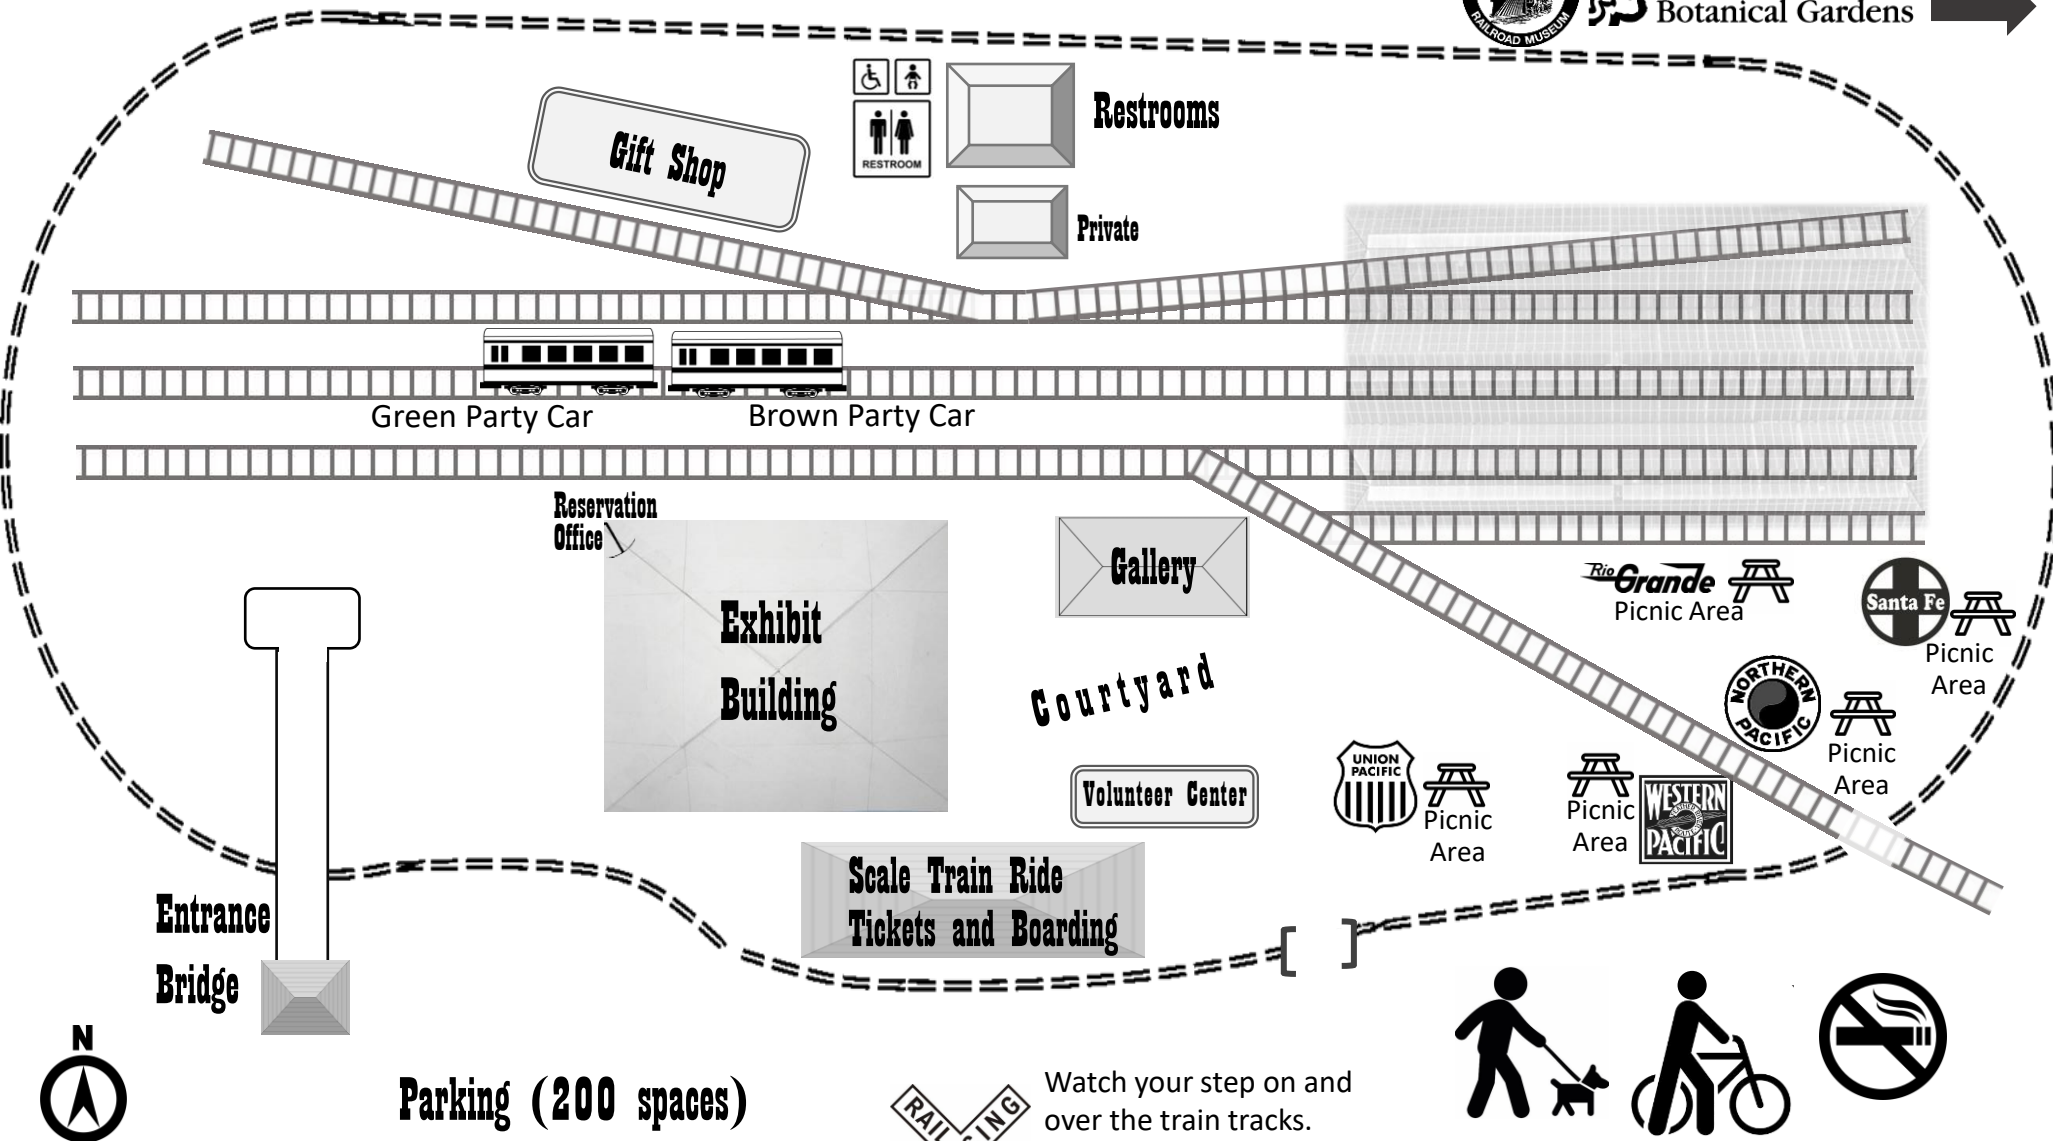 RAILROAD MUSEUM
Botanical Gardens
Restrooms
RESTROOM
Gift Shop
Private
Green Party Car
Brown Party Car
Reservation
Office
Exhibit
Building
Gallery
Courtyard
Volunteer Center
Rio
Grande
Picnic Area
Santa Fe
Picnic
Area
NORTHERN
PACIFIC
Picnic
Area
UNION
PACIFIC
Picnic
Area
Picnic
Area
WESTERN
PACIFIC
Scale Train Ride
Tickets and Boarding
Entrance
Bridge
N
Parking (200 spaces)
Watch your step on and
over the train tracks.